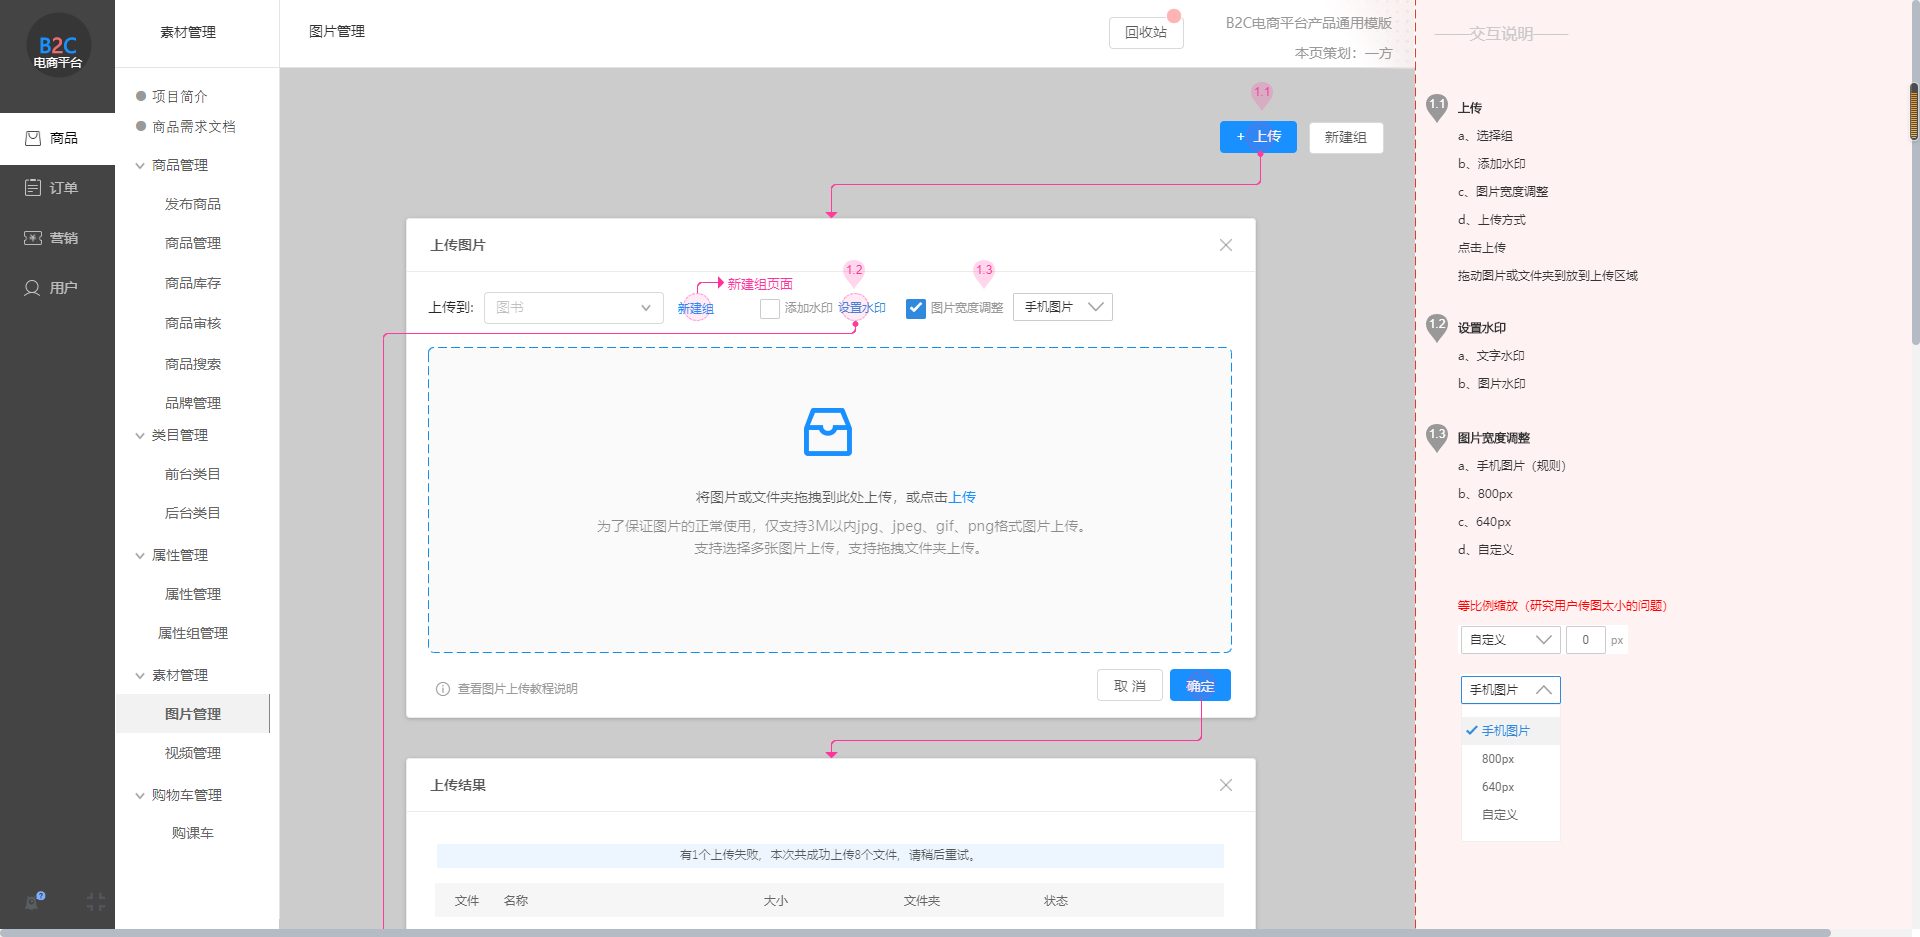 B2C
电商平台
商品
订单
营销
用户
素材管理
项目简介
商品需求文档
商品管理
发布商品
商品管理
商品库存
商品审核
商品搜索
品牌管理
类目管理
前台类目
后台类目
属性管理
属性管理
属性组管理
素材管理
图片管理
视频管理
购物车管理
购课车
图片管理
回收站
B2C电商平台产品通用模版
本页策划：一方
1.1
+ 上传
新建组
上传图片
新建组页面
1.2
1.3
上传到:
图书
新建组
添加水印
设置水印
图片宽度调整
手机图片
将图片或文件夹拖拽到此处上传，或点击上传
为了保证图片的正常使用，仅支持3M以内jpg、jpeg、gif、png格式图片上传。
支持选择多张图片上传，支持拖拽文件夹上传。
查看图片上传教程说明
取 消
确定
上传结果
有1个上传失败，本次共成功上传8个文件，请稍后重试。
文件
名称
大小
文件夹
状态
交互说明
1.1
上传
a、选择组
b、添加水印
c、图片宽度调整
d、上传方式
点击上传
拖动图片或文件夹到放到上传区域
1.2
设置水印
a、文字水印
b、图片水印
1.3
图片宽度调整
a、手机图片（规则）
b、800px
c、640px
d、自定义
等比例缩放（研究用户传图太小的问题）
自定义
0
px
手机图片
手机图片
800px
640px
自定义